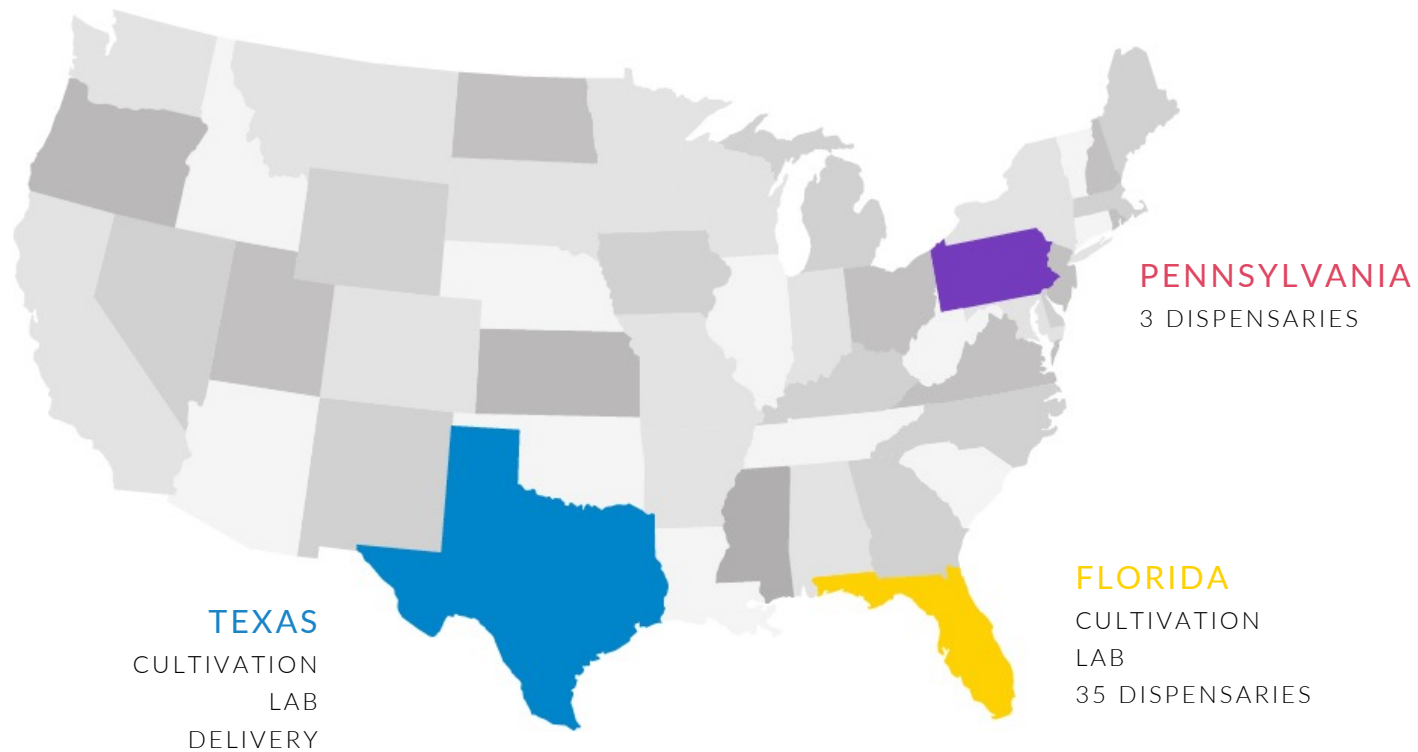 PENNSYLVANIA
3 DISPENSARIES
TEXAS
CULTIVATION
LAB
DELIVERY
FLORIDA
CULTIVATION
LAB
35 DISPENSARIES